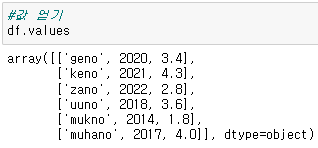 #값 얻기
df.values
array([['geno', 2020, 3.4],
['keno', 2021, 4.3],
['zano', 2022, 2.8],
['uuno', 2018, 3.6],
['mukno', 2014, 1.8],
['muhano', 2017, 4.0]], dtype=object)